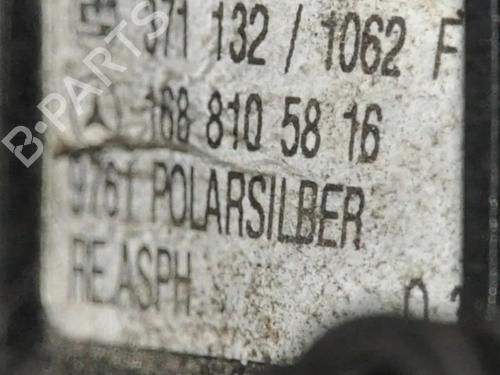 371 132 / 1062 F
168 810 58 16
9761 POLARSILBER
RE.ASPH
B-PARTS